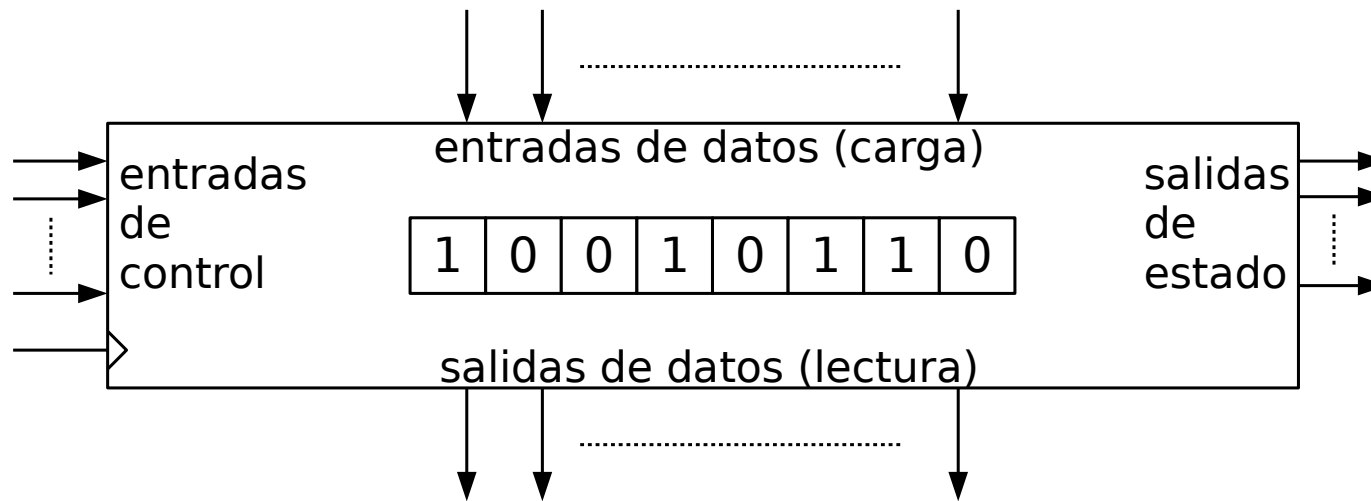 entradas de datos (carga)
entradas
de
control
1 0 0 1 0 1 1 0
salidas
de
estado
salidas de datos (lectura)